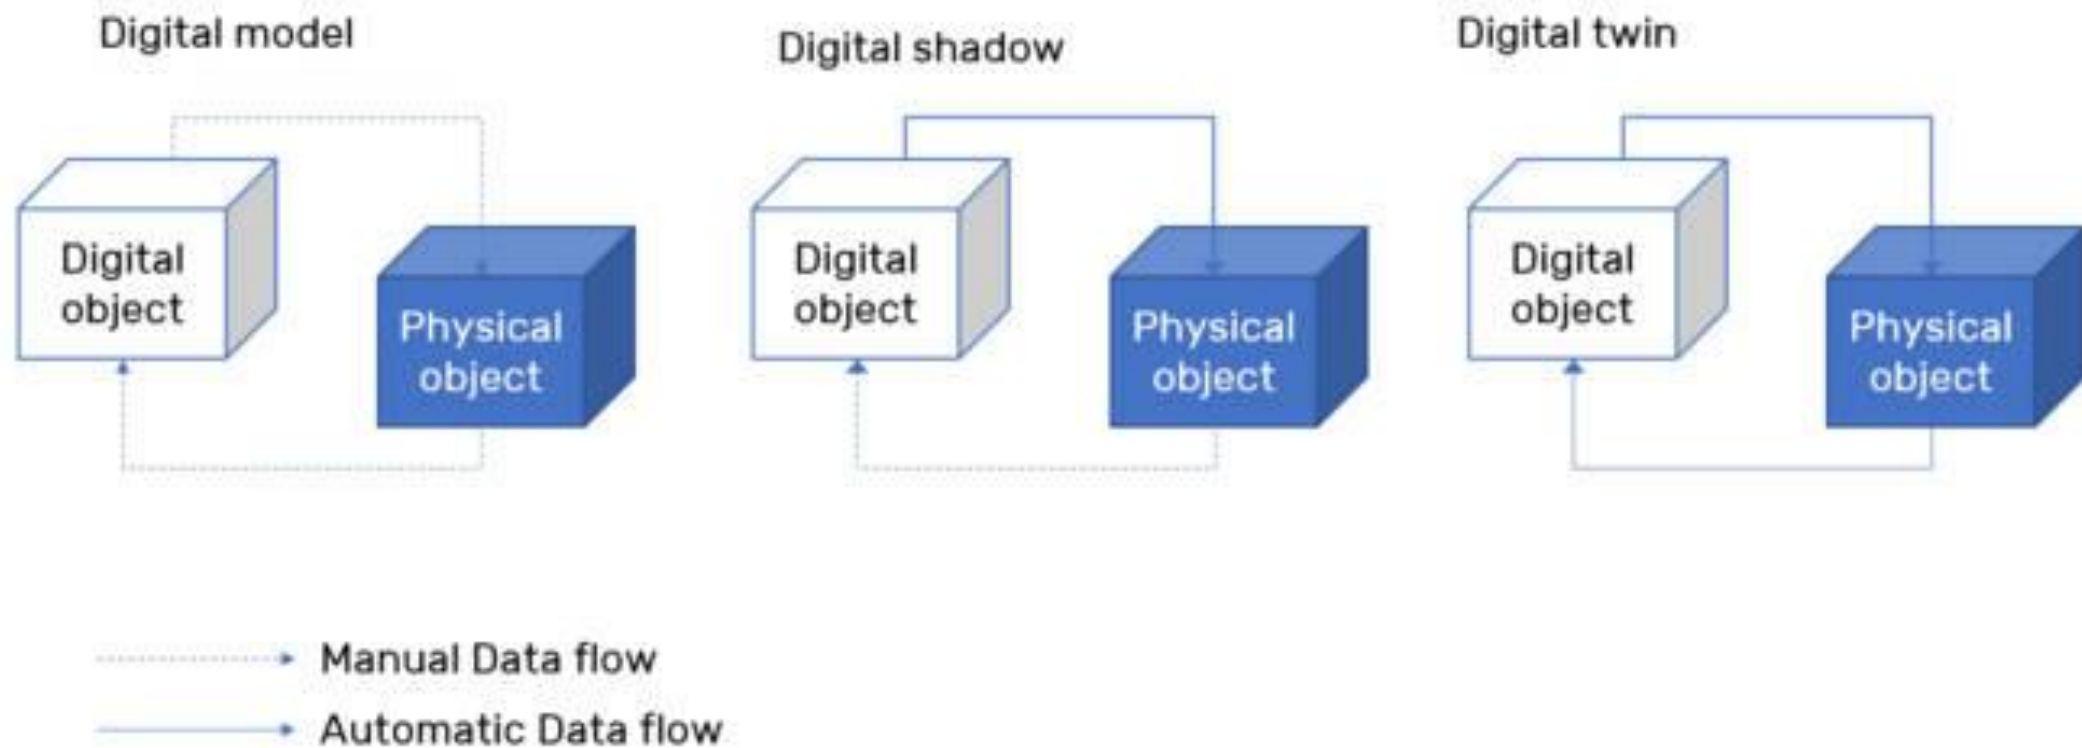 Digital model
Digital shadow
Digital twin
Digital
object
Physical
object
Digital
object
Physical
object
Digital
object
Physical
object
Manual Data flow
Automatic Data flow